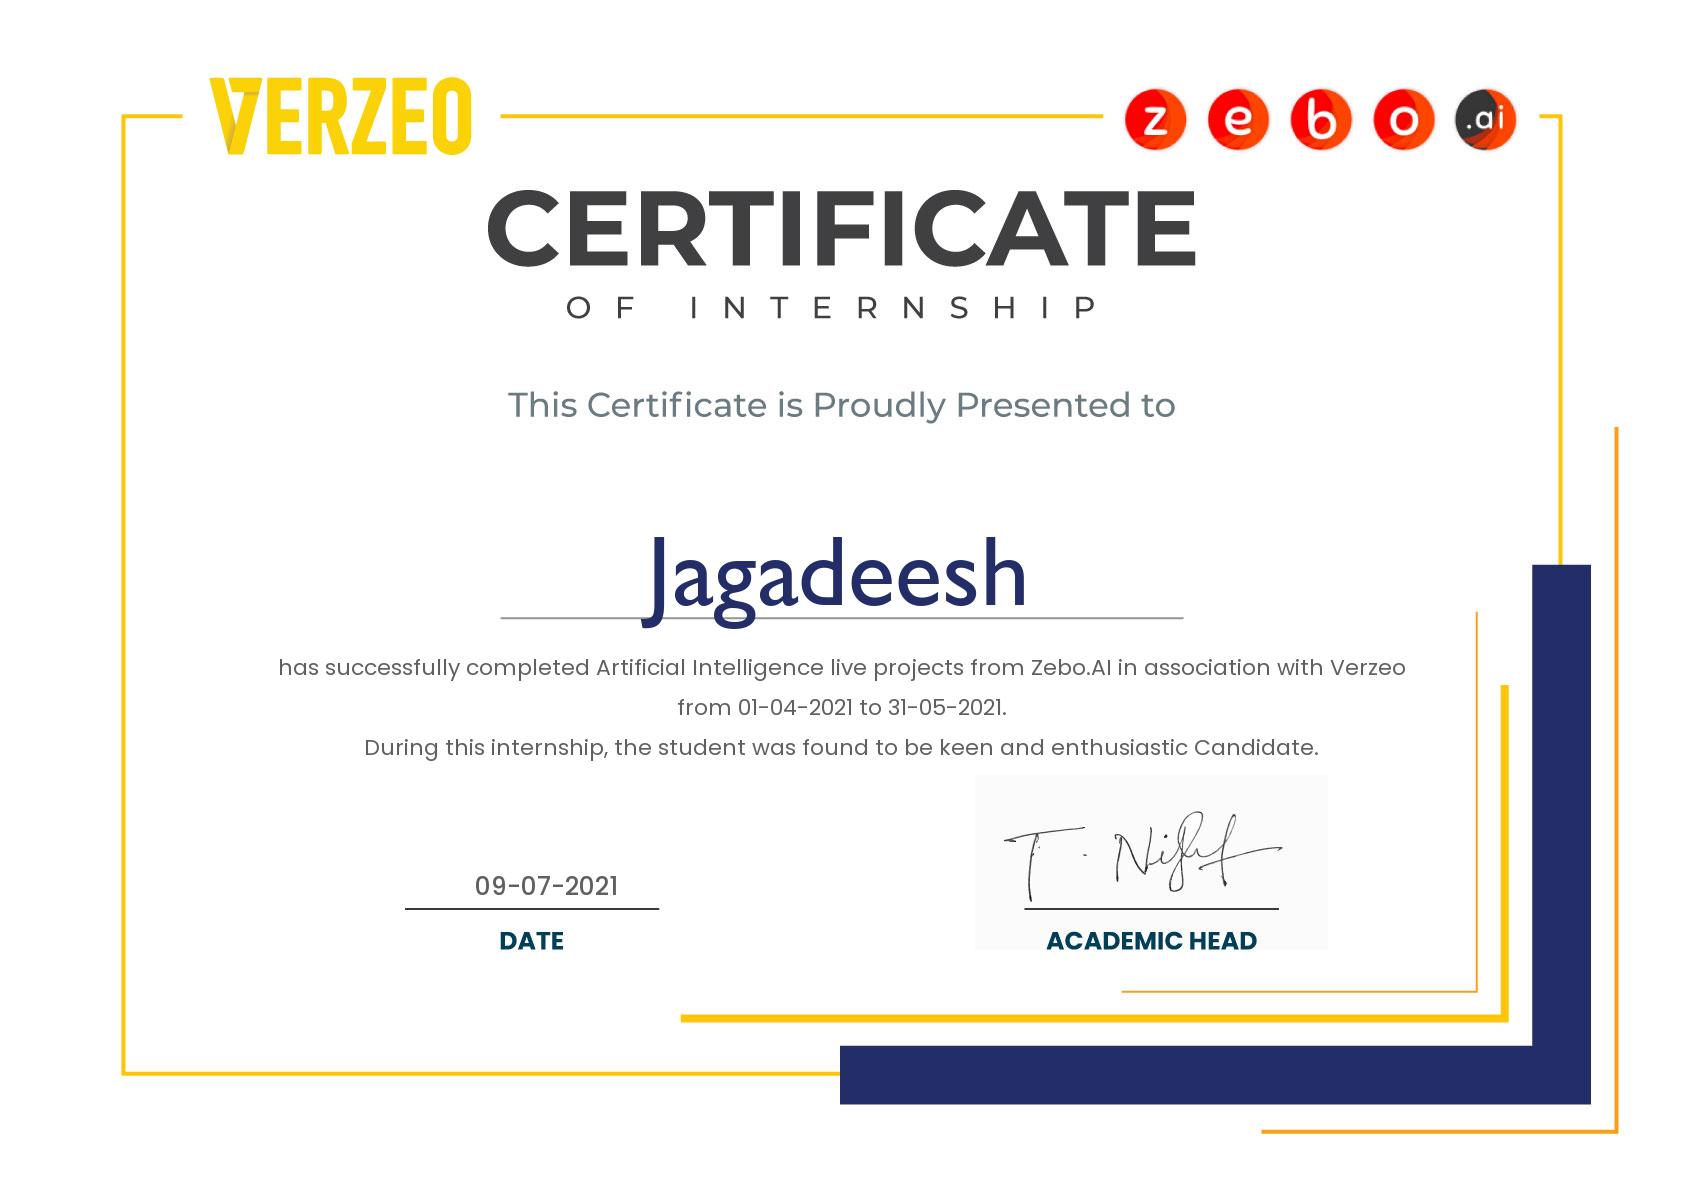 VERZEO
zebo.ai
CERTIFICATE
OF INTERNSHIP
This Certificate is Proudly Presented to
Jagadeesh
has successfully completed Artificial Intelligence live projects from Zebo.AI in association with Verzeo
from 01-04-2021 to 31-05-2021.
During this internship, the student was found to be keen and enthusiastic Candidate.
09-07-2021
DATE
ACADEMIC HEAD